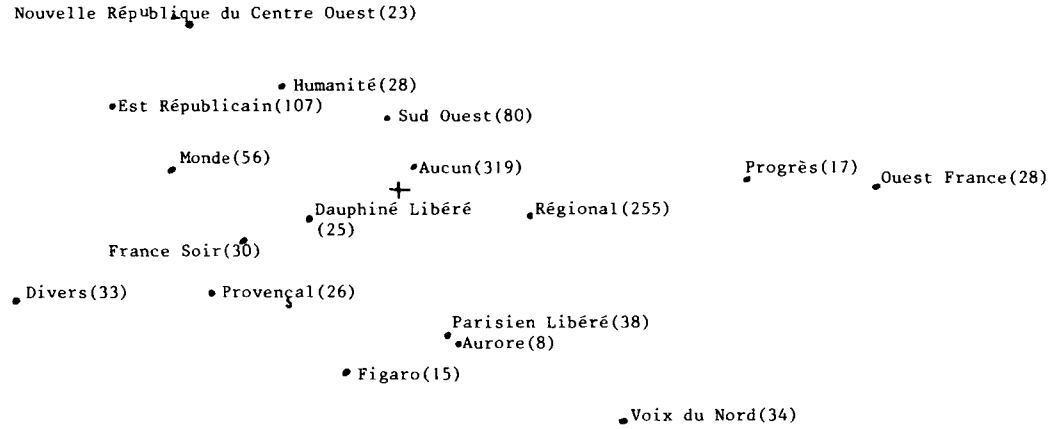 Nouvelle République du Centre Ouest(23)
Humanité(28)
Est Républicain(107)
Sud Ouest(80)
Monde(56)
Aucun(319)
Progrès(17)
Ouest France(28)
Dauphiné Libéré
(25)
Régional(255)
France Soir(30)
Divers(33)
Provençal(26)
Parisien Libéré(38)
Aurore(8)
Figaro(15)
Voix du Nord(34)